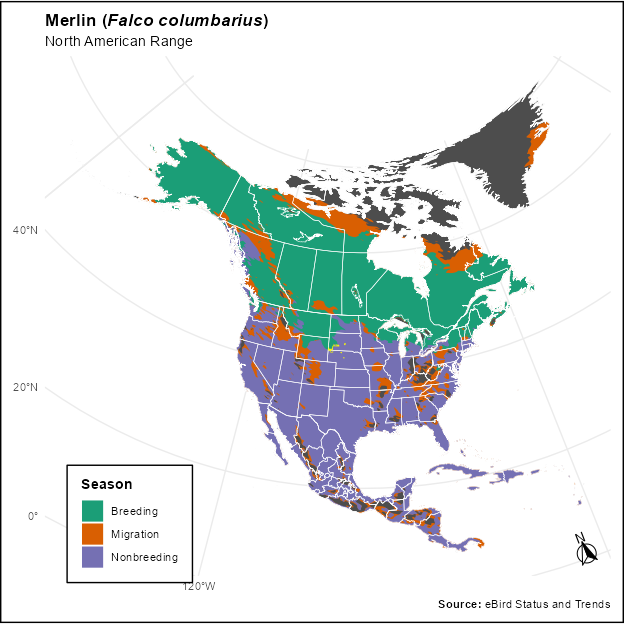 Merlin (Falco columbarius)
North American Range
40°N
20°N
0°
120°W
Season
Breeding
Migration
Nonbreeding
N
Source: eBird Status and Trends